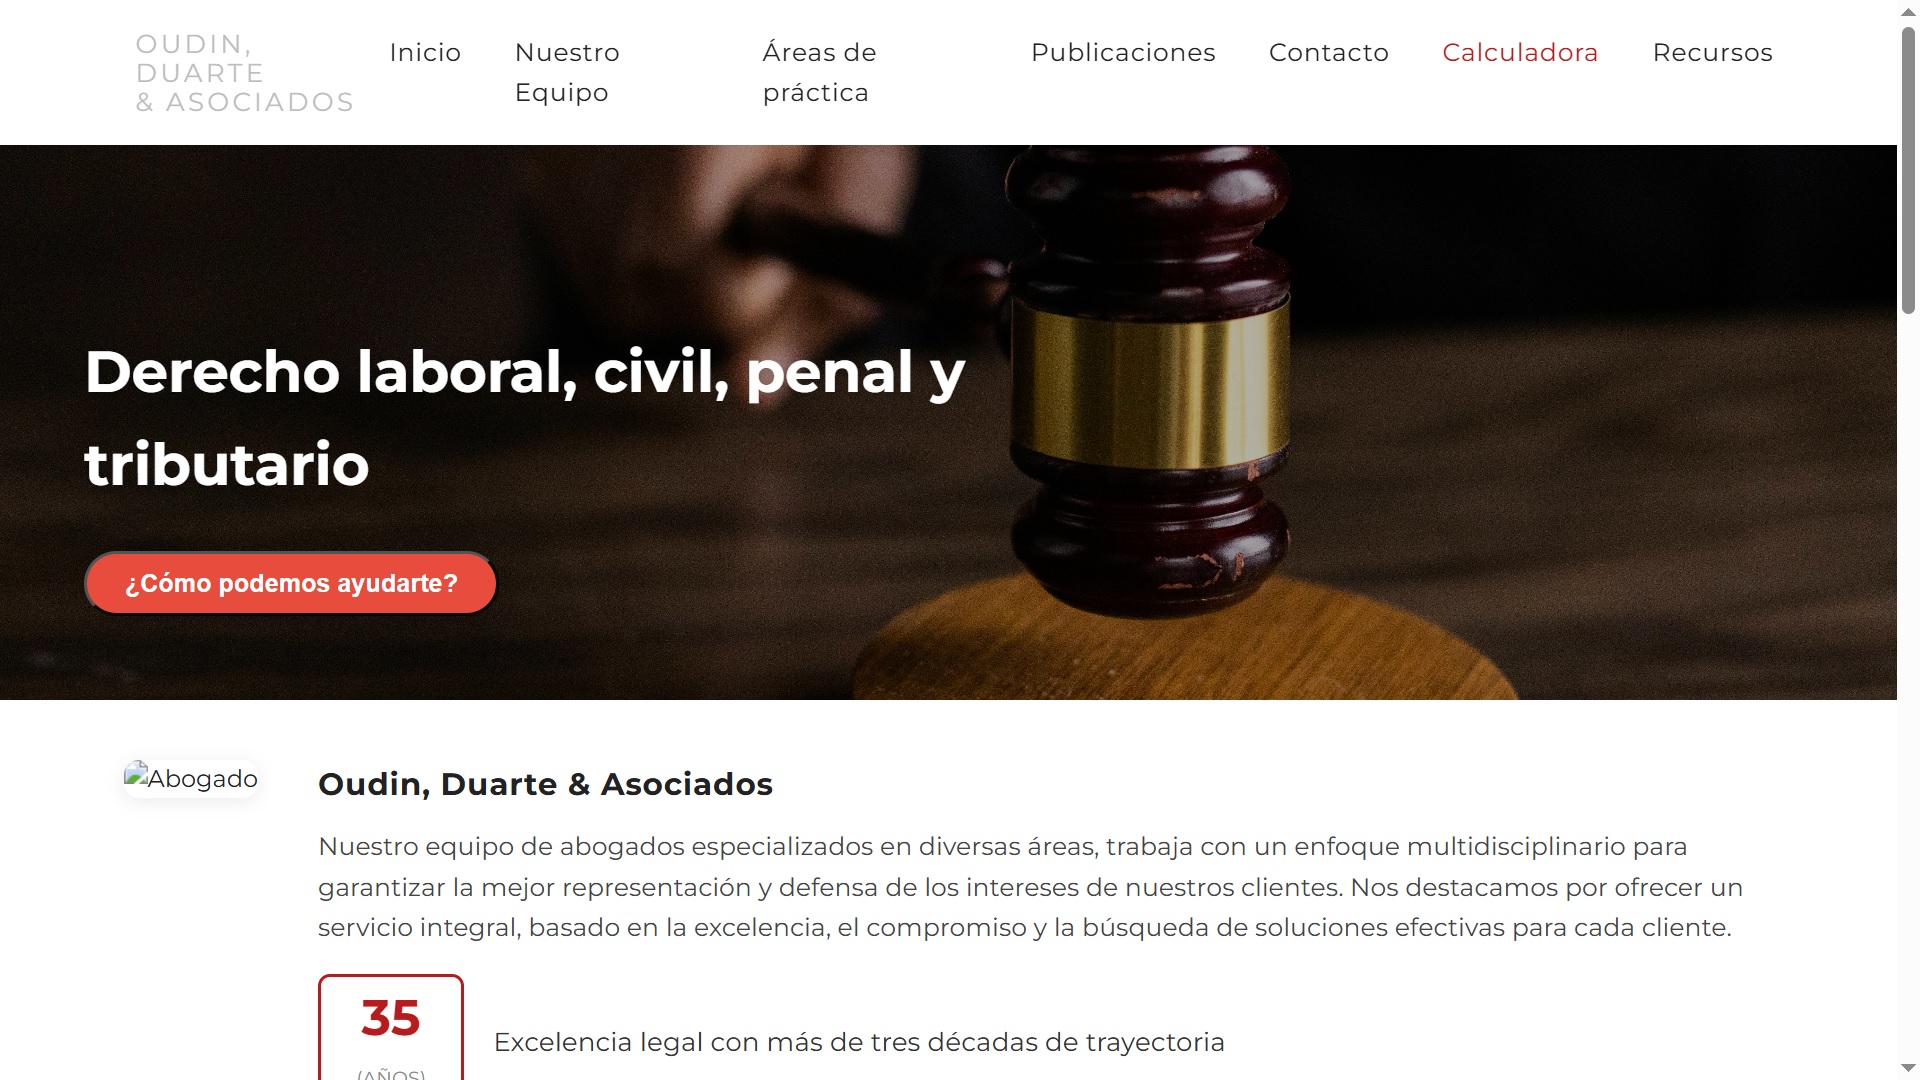 OUDIN,
DUARTE
& ASOCIADOS
Inicio
Nuestro
Equipo
Áreas de
práctica
Publicaciones
Contacto
Calculadora
Recursos
Derecho laboral, civil, penal y
tributario
¿Cómo podemos ayudarte?
Abogado
Oudin, Duarte & Asociados
Nuestro equipo de abogados especializados en diversas áreas, trabaja con un enfoque multidisciplinario para
garantizar la mejor representación y defensa de los intereses de nuestros clientes. Nos destacamos por ofrecer un
servicio integral, basado en la excelencia, el compromiso y la búsqueda de soluciones efectivas para cada cliente.
35
(AÑOS)
Excelencia legal con más de tres décadas de trayectoria